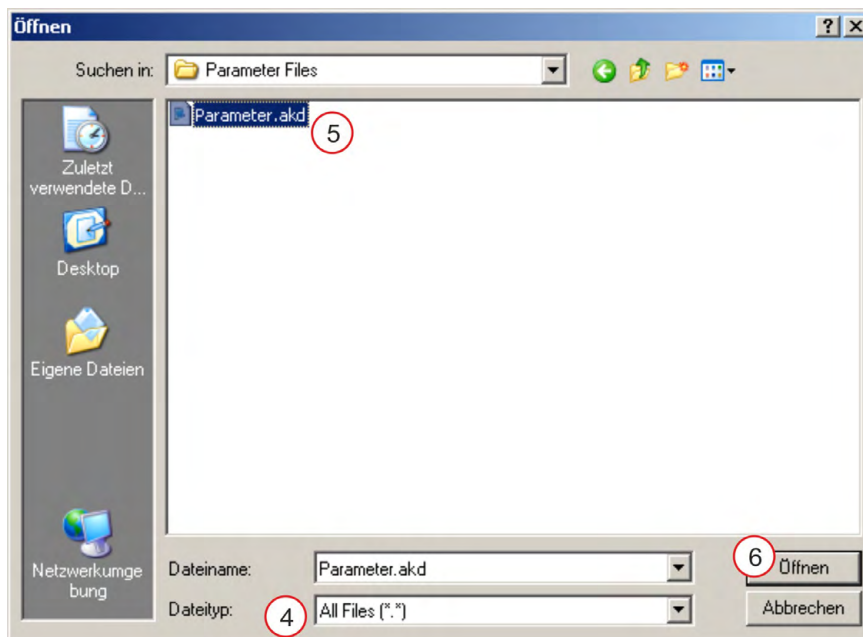 Öffnen
Suchen in:
Parameter Files
Parameter.akd
5
Zuletzt
verwendete D...
Desktop
Eigene Dateien
Netzwerkumge
bung
Dateiname:
Parameter.akd
6
Öffnen
Dateityp:
4
All Files (*.*)
Abbrechen